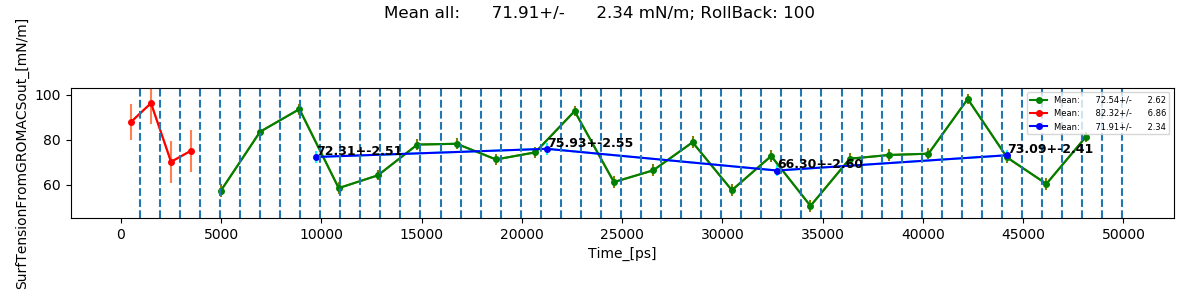 Mean all: 71.91+/- 2.34 mN/m; RollBack: 100
SurfTensionFromGROMACSout_[mN/m]
100
80
60
72.31+-2.51
75.93+-2.55
66.30+-2.60
73.09+-2.41
Mean: 72.54+/- 2.62
Mean: 82.32+/- 6.86
Mean: 71.91+/- 2.34
0 5000 10000 15000 20000 25000 30000 35000 40000 45000 50000
Time_[ps]